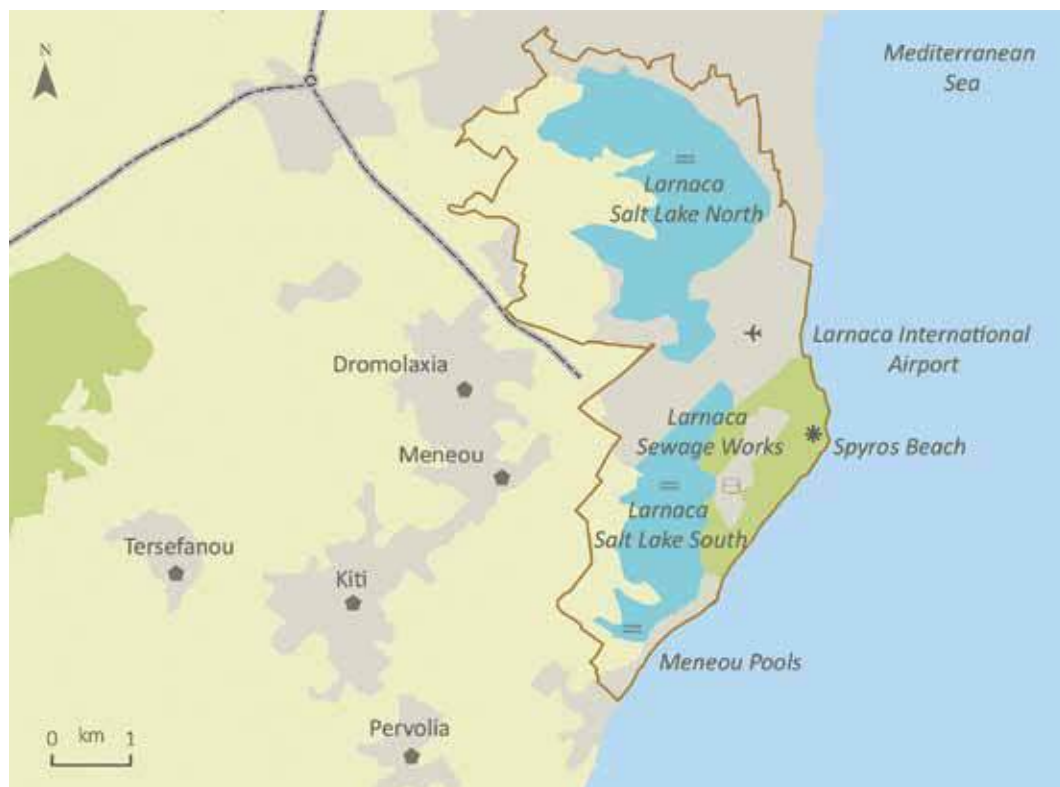 N
Mediterranean
Sea
Larnaca
Salt Lake North
Larnaca International
Airport
Dromolaxia
Larnaca
Sewage Works
Spyros Beach
Meneou
Larnaca
Salt Lake South
Tersefanou
Kiti
Meneou Pools
Pervolia
0 km 1